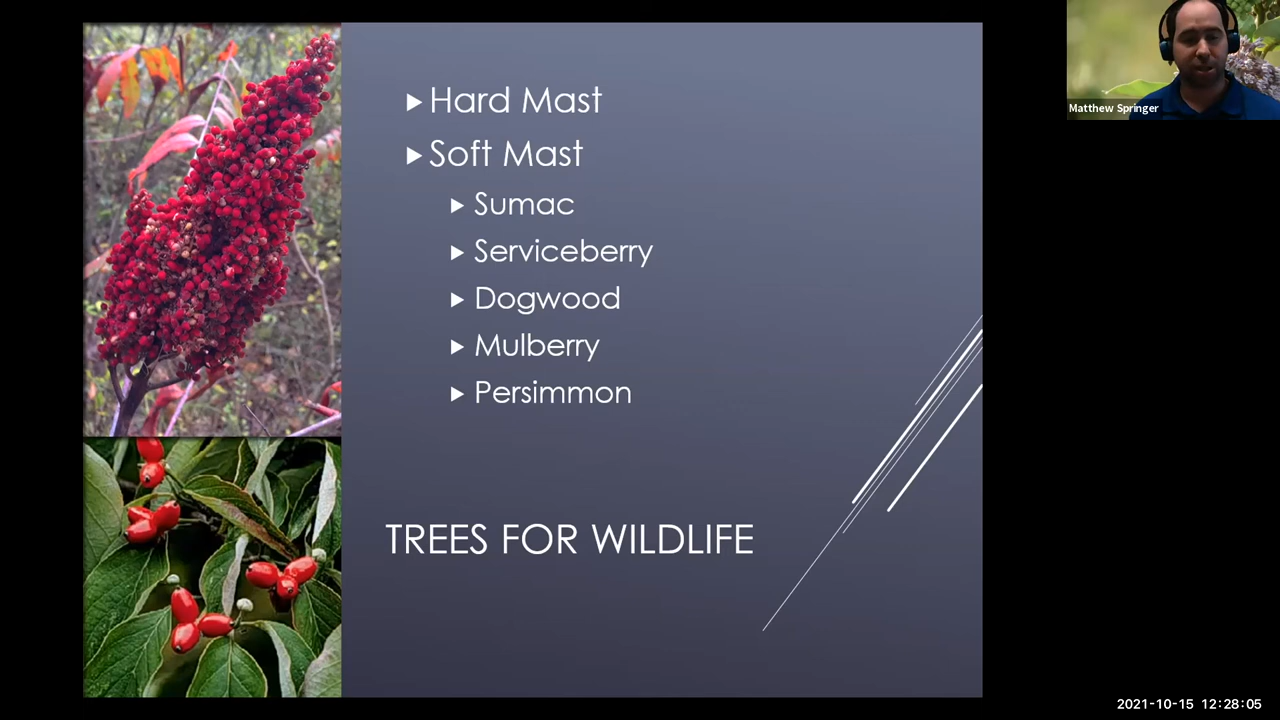 Hard Mast
Soft Mast
Sumac
Serviceberry
Dogwood
Mulberry
Persimmon
TREES FOR WILDLIFE
Matthew Springer
2021-10-15 12:28:05